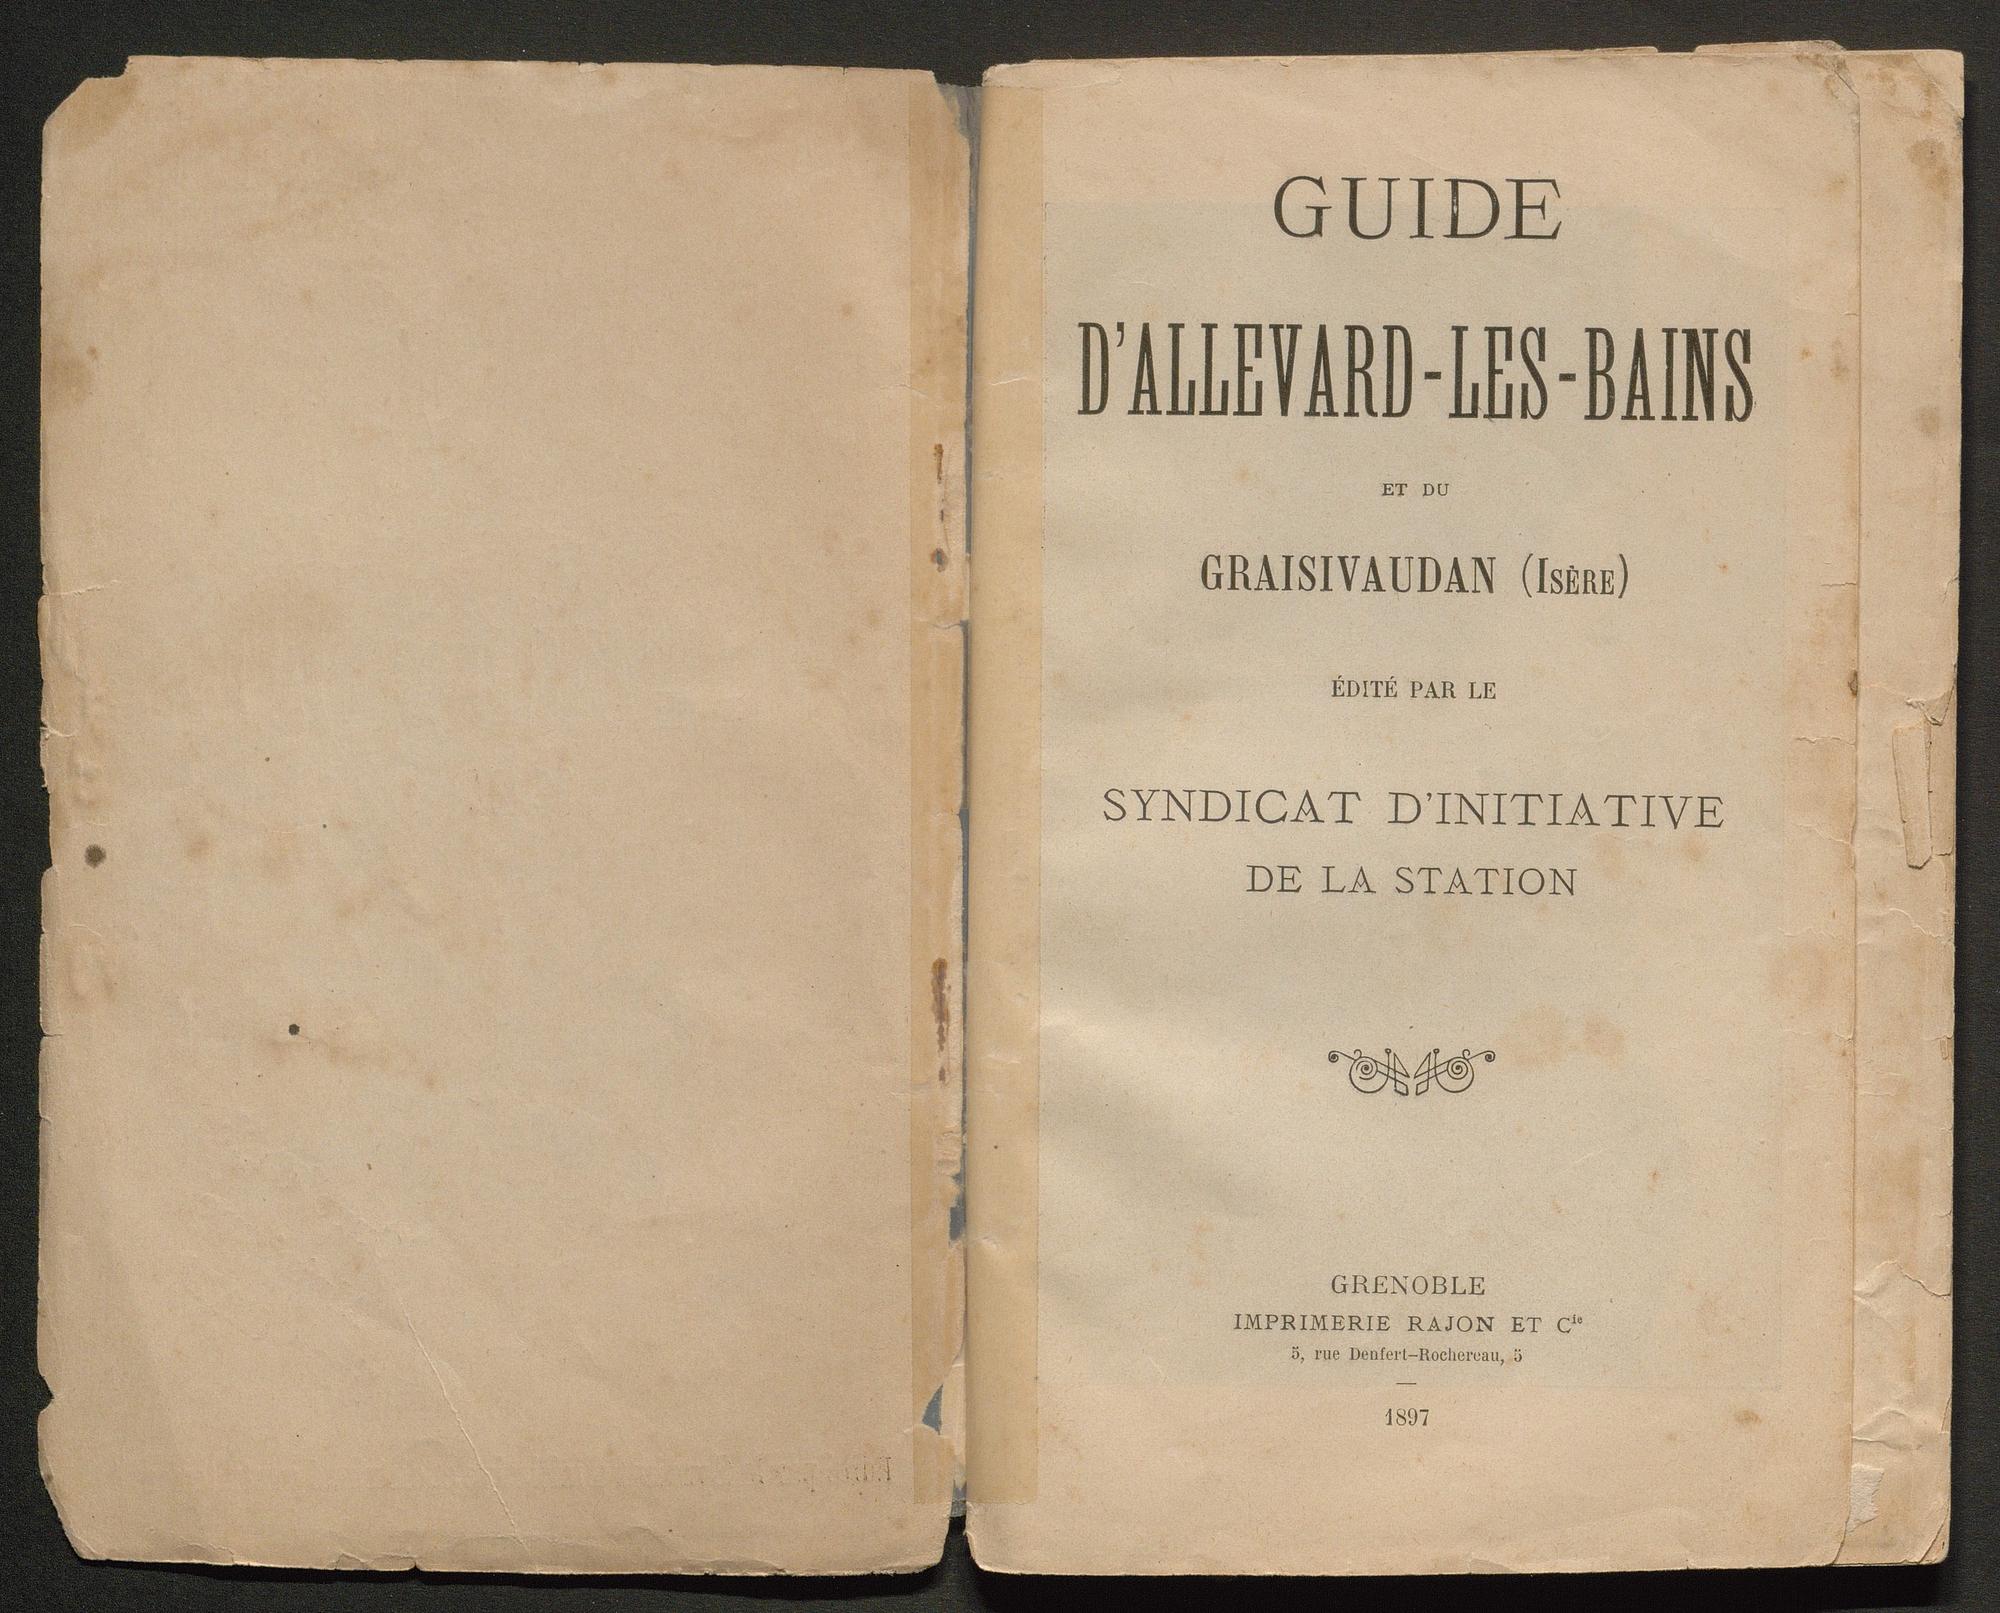 GUIDE
D'ALLEVARD-LES-BAINS
ET DU
GRAISIVAUDAN (ISÈRE)
ÉDITÉ PAR LE
SYNDICAT D'INITIATIVE
DE LA STATION
GRENOBLE
IMPRIMERIE RAJON ET Cie
5, rue Denfert-Rochereau, 5
1897